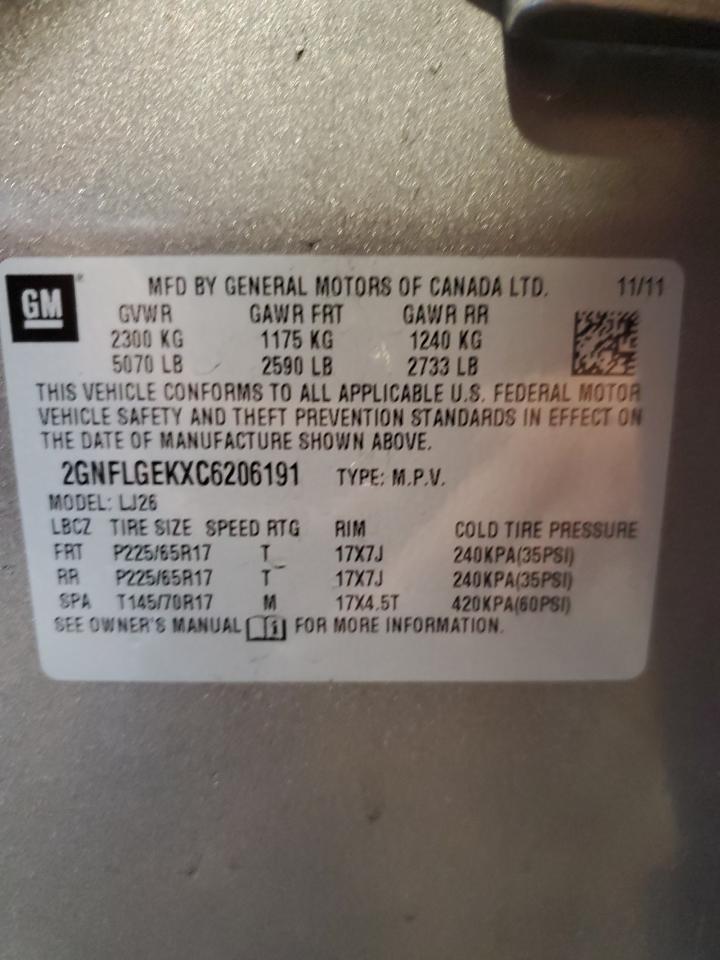 GM
MFD BY GENERAL MOTORS OF CANADA LTD. 11/11
GVWR GAWR FRT GAWR RR
2300 KG 1175 KG 1240 KG
5070 LB 2590 LB 2733 LB
THIS VEHICLE CONFORMS TO ALL APPLICABLE U.S. FEDERAL MOTOR
VEHICLE SAFETY AND THEFT PREVENTION STANDARDS IN EFFECT ON
THE DATE OF MANUFACTURE SHOWN ABOVE.
2GNFLGEKXC6206191 TYPE: M.P.V.
MODEL: LJ26
LBCZ TIRE SIZE SPEED RTG RIM COLD TIRE PRESSURE
FRT P225/65R17 T 17X7J 240KPA(35PSI)
RR P225/65R17 T 17X7J 240KPA(35PSI)
SPA T145/70R17 M 17X4.5T 420KPA(60PSI)
SEE OWNER'S MANUAL i FOR MORE INFORMATION.